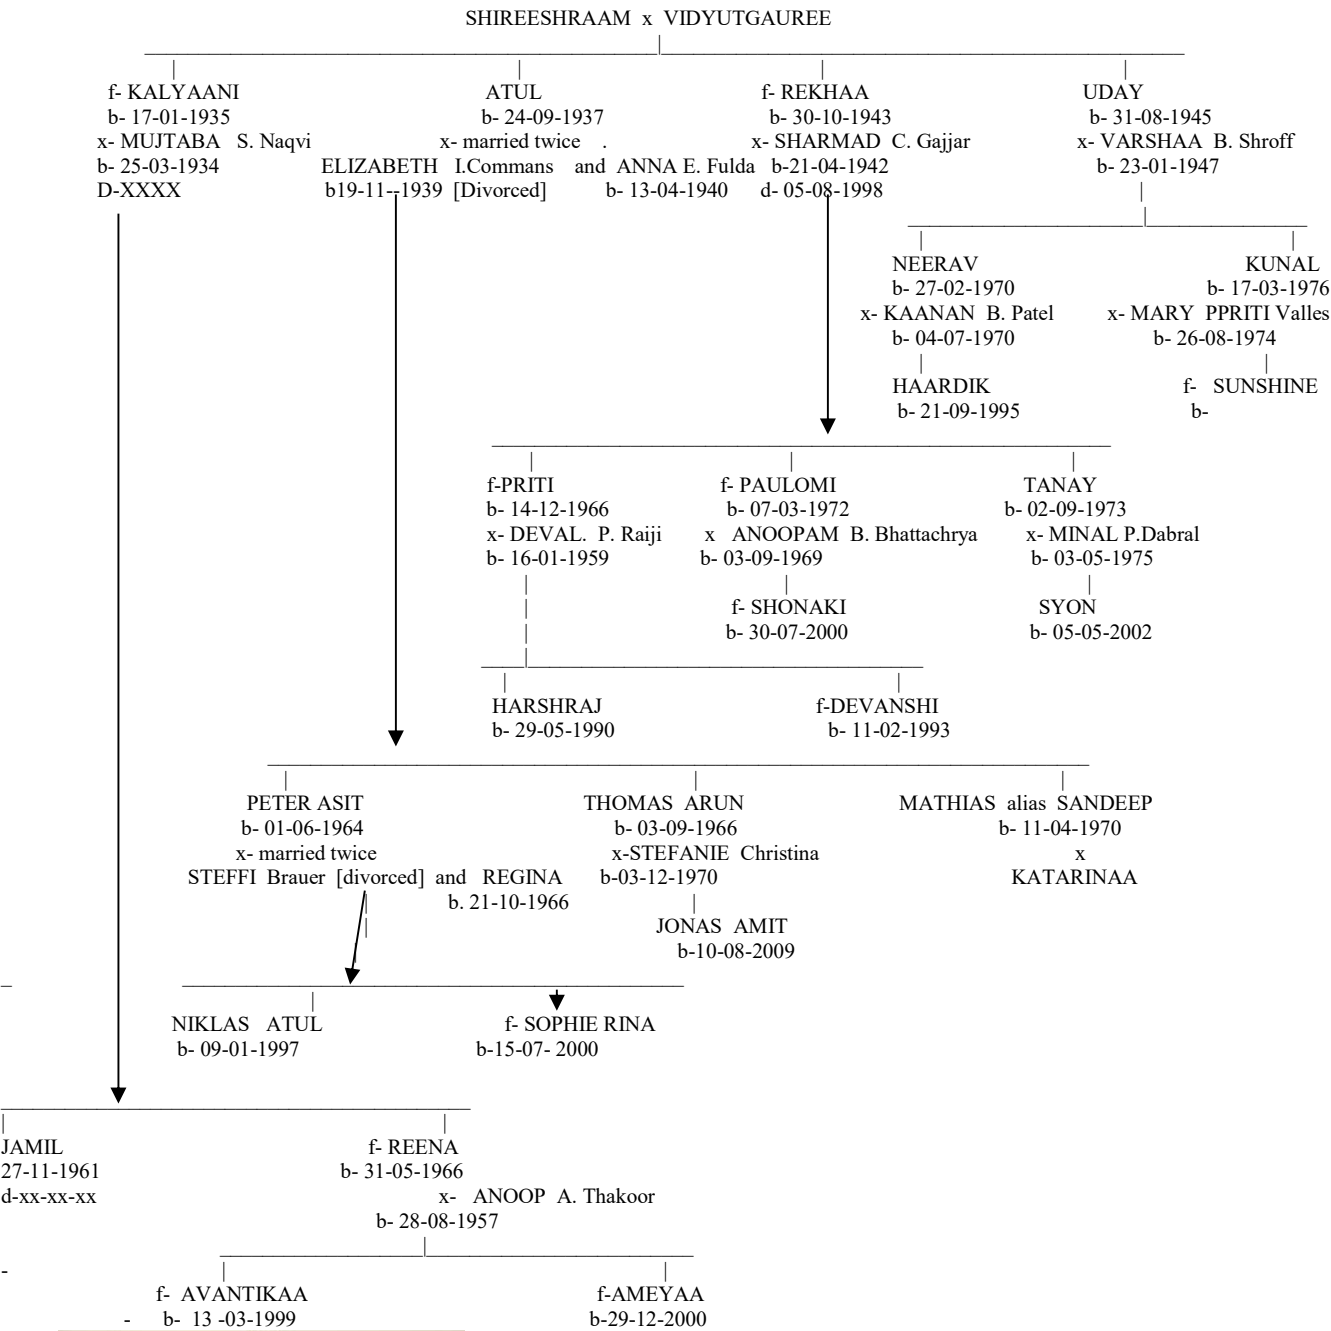 SHIREESHRAAM x VIDYUTGAUREE
f- KALYAANI ATUL f- REKHAA UDAY
b- 17-01-1935 b- 24-09-1937 b- 30-10-1943 b- 31-08-1945
x- MUJTABA S. Naqvi x- married twice . x- SHARMAD C. Gajjar x- VARSHAA B. Shroff
b- 25-03-1934 ELIZABETH I.Commans and ANNA E. Fulda b-21-04-1942 b- 23-01-1947
D-XXXX b19-11--1939 [Divorced] b- 13-04-1940 d- 05-08-1998
NEERAV KUNAL
b- 27-02-1970 b- 17-03-1976
x- KAANAN B. Patel x- MARY PPRITI Valles
b- 04-07-1970 b- 26-08-1974
HAARDIK f- SUNSHINE
b- 21-09-1995 b-
f-PRITI f- PAULOMI TANAY
b- 14-12-1966 b- 07-03-1972 b- 02-09-1973
x- DEVAL. P. Raiji x ANOOPAM B. Bhattachrya x- MINAL P.Dabral
b- 16-01-1959 b- 03-09-1969 b- 03-05-1975
f- SHONAKI SYON
b- 30-07-2000 b- 05-05-2002
HARSHRAJ f-DEVANSHI
b- 29-05-1990 b- 11-02-1993
PETER ASIT THOMAS ARUN MATHIAS alias SANDEEP
b- 01-06-1964 b- 03-09-1966 b- 11-04-1970
x- married twice x-STEFANIE Christina x
STEFFI Brauer [divorced] and REGINA b-03-12-1970 KATARINAA
b. 21-10-1966
JONAS AMIT
b-10-08-2009
NIKLAS ATUL f- SOPHIE RINA
b- 09-01-1997 b-15-07- 2000
JAMIL f- REENA
27-11-1961 b- 31-05-1966
d-xx-xx-xx x- ANOOP A. Thakoor
b- 28-08-1957
-
f- AVANTIKAA f-AMEYAA
- b- 13 -03-1999 b-29-12-2000